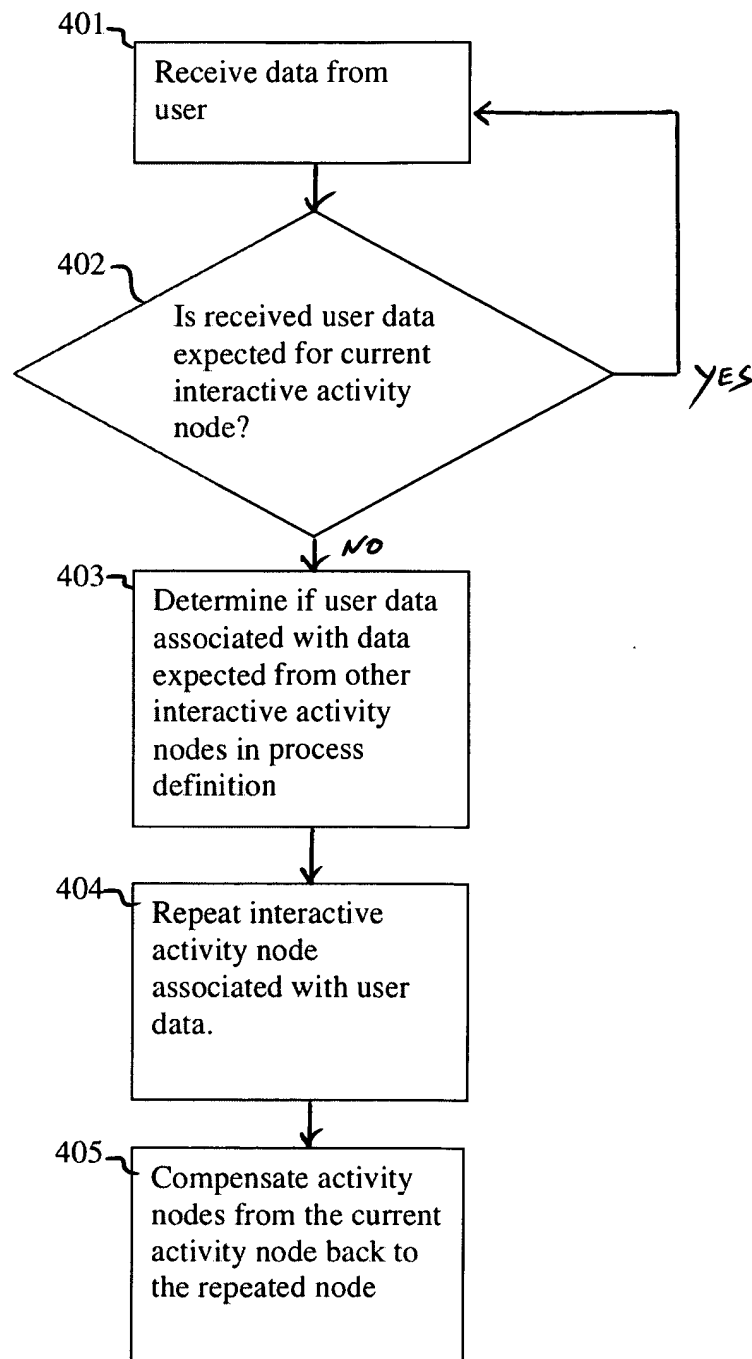 401
Receive data from
user
402
Is received user data
expected for current
interactive activity
node?
YES
NO
403
Determine if user data
associated with data
expected from other
interactive activity
nodes in process
definition
404
Repeat interactive
activity node
associated with user
data.
405
Compensate activity
nodes from the current
activity node back to
the repeated node